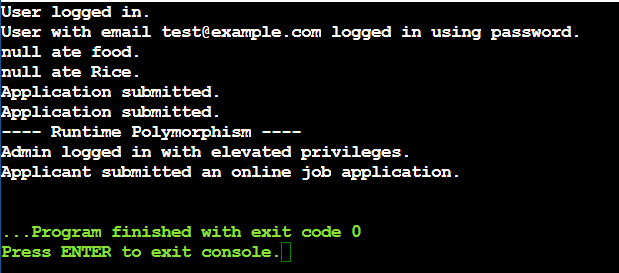 User logged in.
User with email test@example.com logged in using password.
null ate food.
null ate Rice.
Application submitted.
Application submitted.
---- Runtime Polymorphism ----
Admin logged in with elevated privileges.
Applicant submitted an online job application.
...Program finished with exit code 0
Press ENTER to exit console.